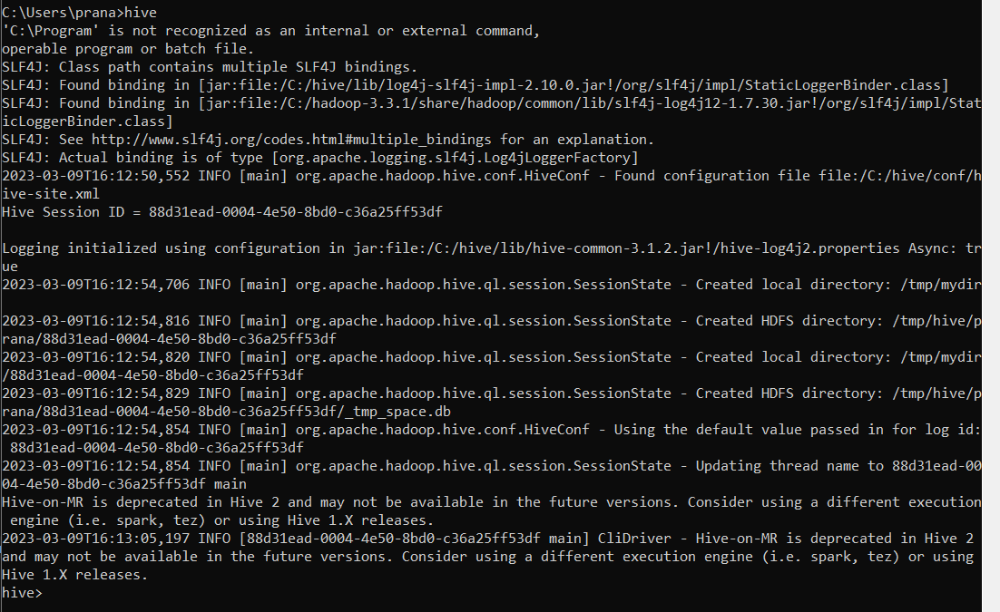 C:\Users\prana>hive
'C:\Program' is not recognized as an internal or external command,
operable program or batch file.
SLF4J: Class path contains multiple SLF4J bindings.
SLF4J: Found binding in [jar:file:/C:/hive/lib/log4j-slf4j-impl-2.10.0.jar!/org/slf4j/impl/StaticLoggerBinder.class]
SLF4J: Found binding in [jar:file:/C:/hadoop-3.3.1/share/hadoop/common/lib/slf4j-log4j12-1.7.30.jar!/org/slf4j/impl/Stat
icLoggerBinder.class]
SLF4J: See http://www.slf4j.org/codes.html#multiple_bindings for an explanation.
SLF4J: Actual binding is of type [org.apache.logging.slf4j.Log4jLoggerFactory]
2023-03-09T16:12:50,552 INFO [main] org.apache.hadoop.hive.conf.HiveConf - Found configuration file file:/C:/hive/conf/h
ive-site.xml
Hive Session ID = 88d31ead-0004-4e50-8bd0-c36a25ff53df
Logging initialized using configuration in jar:file:/C:/hive/lib/hive-common-3.1.2.jar!/hive-log4j2.properties Async: tr
ue
2023-03-09T16:12:54,706 INFO [main] org.apache.hadoop.hive.ql.session.SessionState - Created local directory: /tmp/mydir
2023-03-09T16:12:54,816 INFO [main] org.apache.hadoop.hive.ql.session.SessionState - Created HDFS directory: /tmp/hive/p
rana/88d31ead-0004-4e50-8bd0-c36a25ff53df
2023-03-09T16:12:54,820 INFO [main] org.apache.hadoop.hive.ql.session.SessionState - Created local directory: /tmp/mydir
/88d31ead-0004-4e50-8bd0-c36a25ff53df
2023-03-09T16:12:54,829 INFO [main] org.apache.hadoop.hive.ql.session.SessionState - Created HDFS directory: /tmp/hive/p
rana/88d31ead-0004-4e50-8bd0-c36a25ff53df/_tmp_space.db
2023-03-09T16:12:54,854 INFO [main] org.apache.hadoop.hive.conf.HiveConf - Using the default value passed in for log id:
88d31ead-0004-4e50-8bd0-c36a25ff53df
2023-03-09T16:12:54,854 INFO [main] org.apache.hadoop.hive.ql.session.SessionState - Updating thread name to 88d31ead-00
04-4e50-8bd0-c36a25ff53df main
Hive-on-MR is deprecated in Hive 2 and may not be available in the future versions. Consider using a different execution
engine (i.e. spark, tez) or using Hive 1.X releases.
2023-03-09T16:13:05,197 INFO [88d31ead-0004-4e50-8bd0-c36a25ff53df main] CliDriver - Hive-on-MR is deprecated in Hive 2
and may not be available in the future versions. Consider using a different execution engine (i.e. spark, tez) or using
Hive 1.X releases.
hive>